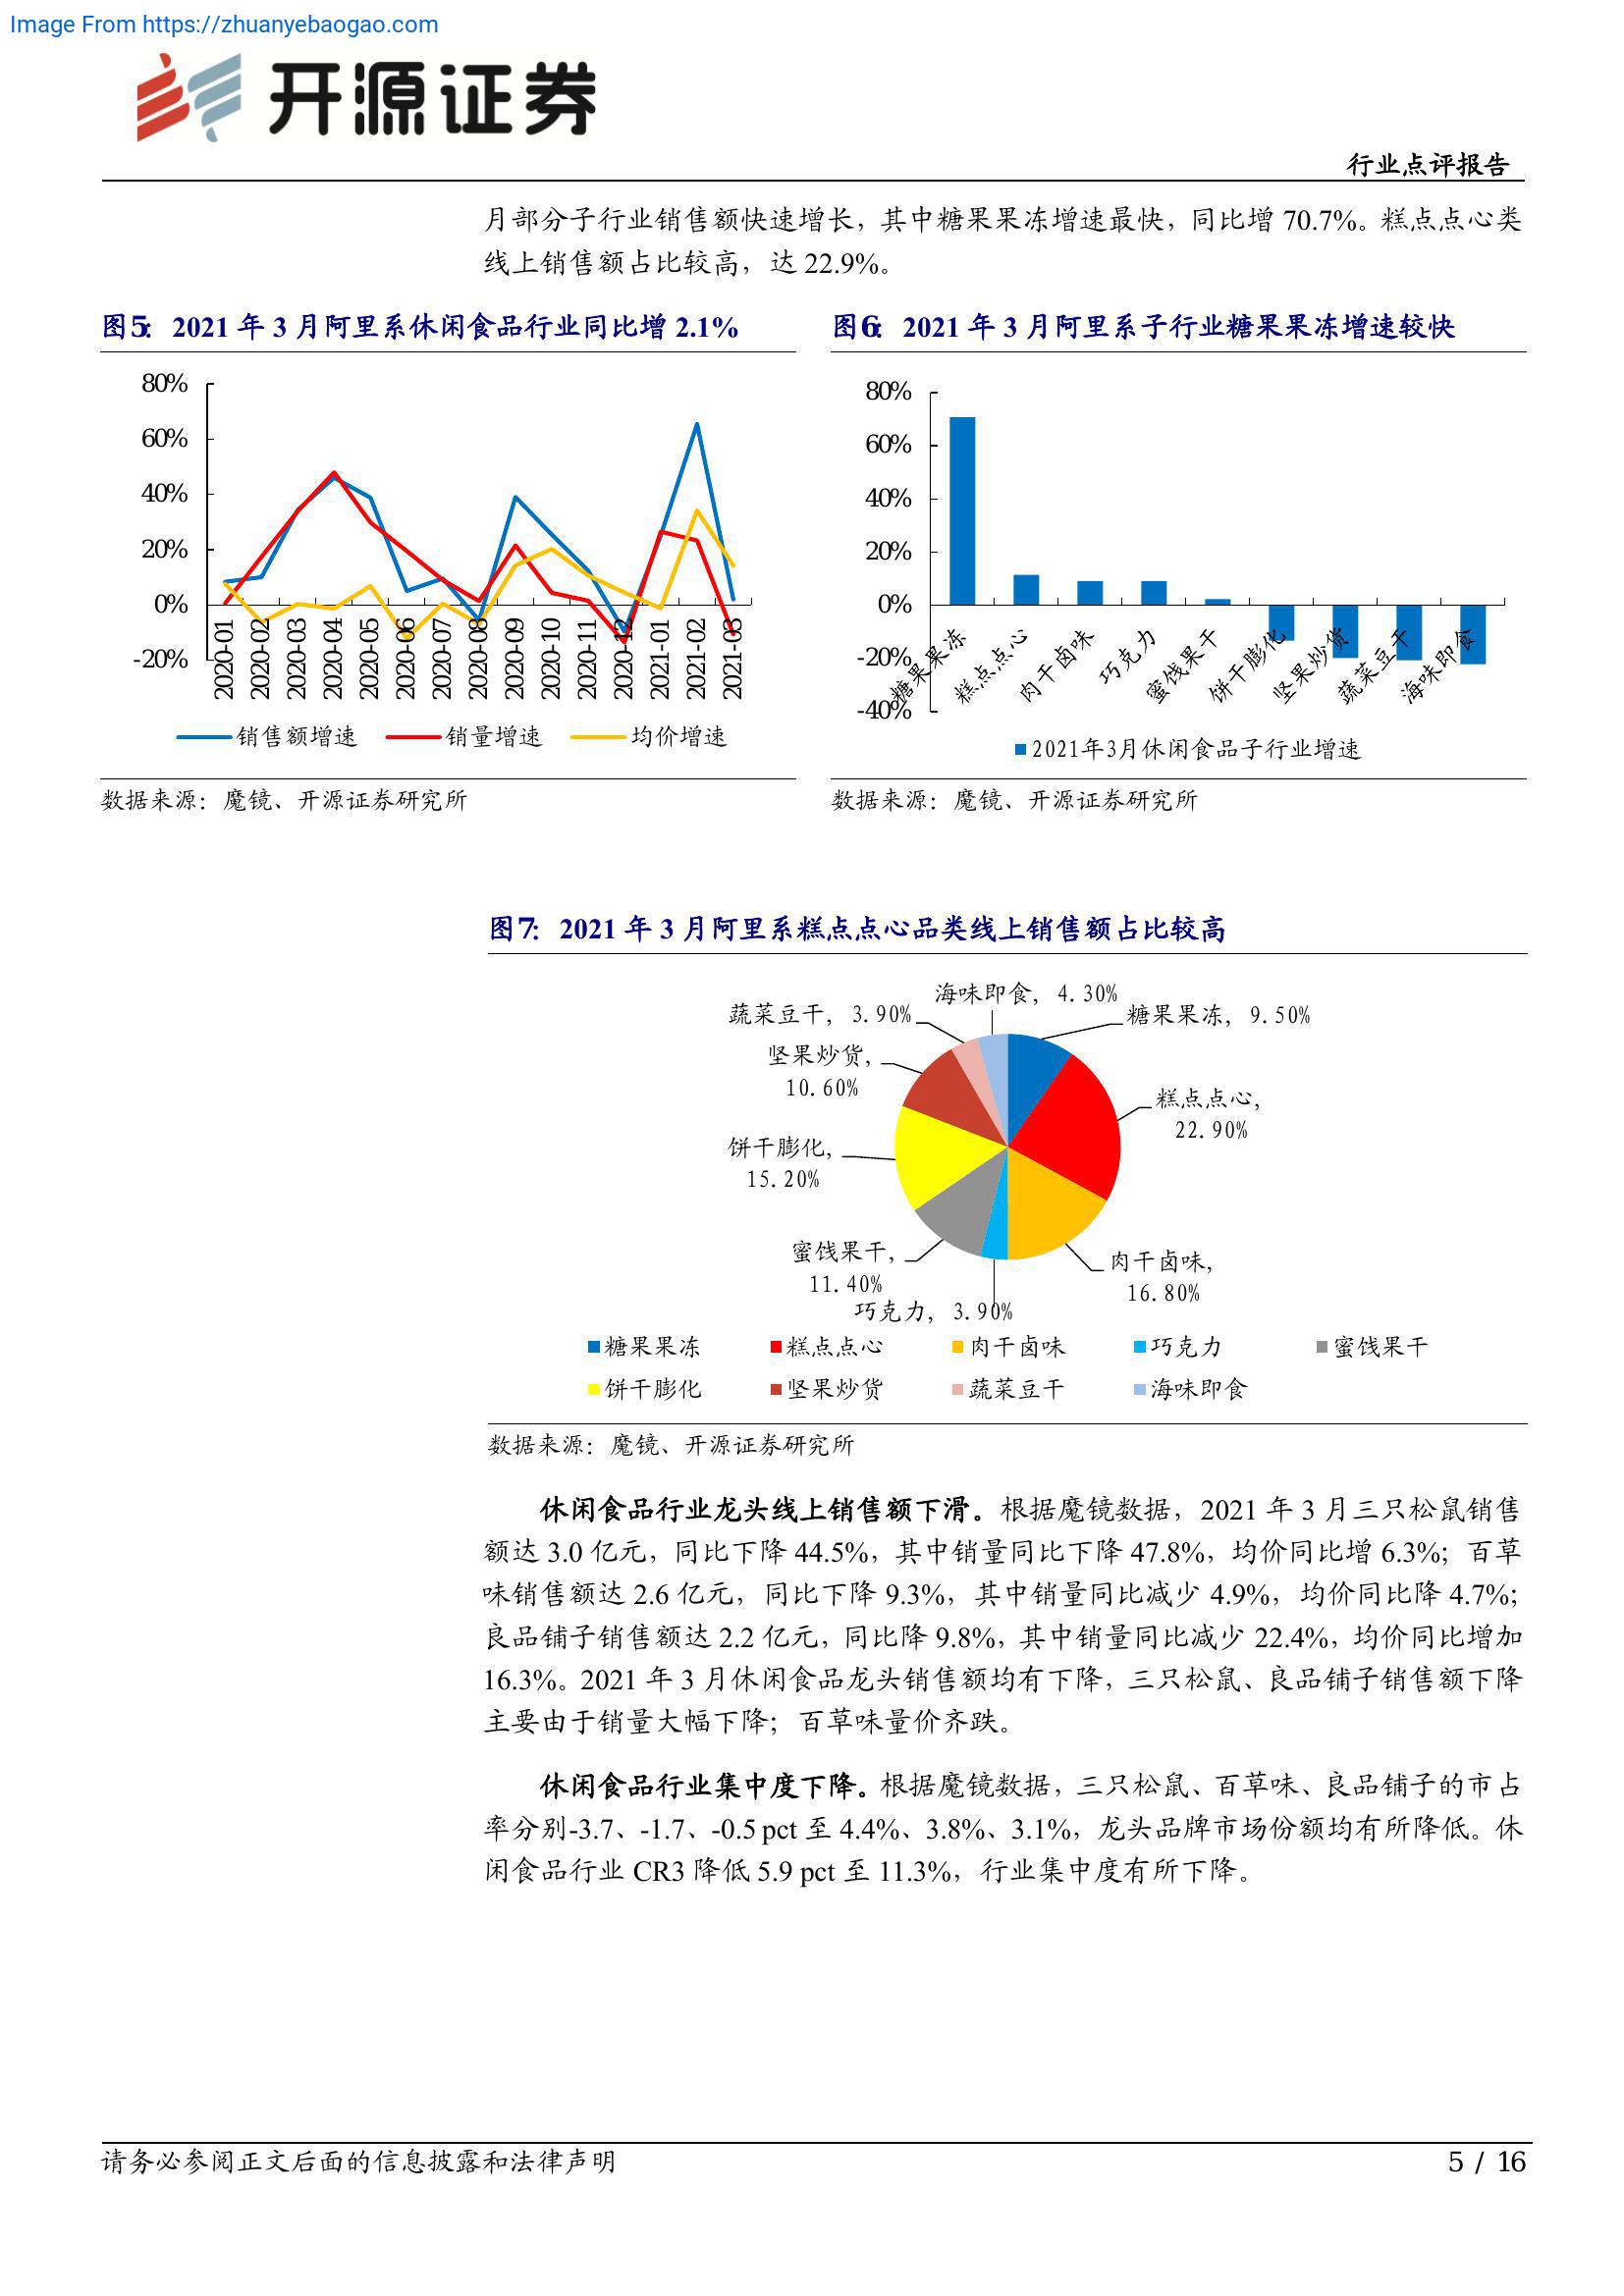 Image From https://zhuanyebaogao.com
开源证券
行业点评报告
月部分子行业销售额快速增长，其中糖果果冻增速最快，同比增 70.7%。糕点点心类
线上销售额占比较高，达 22.9%。
图5： 2021 年 3 月阿里系休闲食品行业同比增 2.1%
80%
60%
40%
20%
0%
-20%
2020-01
2020-02
2020-03
2020-04
2020-05
2020-06
2020-07
2020-08
2020-09
2020-10
2020-11
2020-12
2021-01
2021-02
2021-03
销售额增速
销量增速
均价增速
数据来源：魔镜、开源证券研究所
图6： 2021 年 3 月阿里系子行业糖果果冻增速较快
80%
60%
40%
20%
0%
-20%
-40%
糖果果冻
糕点点心
肉干卤味
巧克力
蜜饯果干
饼干膨化
坚果炒货
蔬菜豆干
海味即食
2021年3月休闲食品子行业增速
数据来源：魔镜、开源证券研究所
图7： 2021 年 3 月阿里系糕点点心品类线上销售额占比较高
海味即食, 4.30%
蔬菜豆干, 3.90%
糖果果冻, 9.50%
坚果炒货,
10.60%
糕点点心,
22.90%
饼干膨化,
15.20%
蜜饯果干,
11.40%
肉干卤味,
16.80%
巧克力, 3.90%
糖果果冻
糕点点心
肉干卤味
巧克力
蜜饯果干
饼干膨化
坚果炒货
蔬菜豆干
海味即食
数据来源：魔镜、开源证券研究所
休闲食品行业龙头线上销售额下滑。根据魔镜数据，2021 年 3 月三只松鼠销售
额达 3.0 亿元，同比下降 44.5%，其中销量同比下降 47.8%，均价同比增 6.3%；百草
味销售额达 2.6 亿元，同比下降 9.3%，其中销量同比减少 4.9%，均价同比降 4.7%；
良品铺子销售额达 2.2 亿元，同比降 9.8%，其中销量同比减少 22.4%，均价同比增加
16.3%。2021 年 3 月休闲食品龙头销售额均有下降，三只松鼠、良品铺子销售额下降
主要由于销量大幅下降；百草味量价齐跌。
休闲食品行业集中度下降。根据魔镜数据，三只松鼠、百草味、良品铺子的市占
率分别-3.7、-1.7、-0.5 pct 至 4.4%、3.8%、3.1%，龙头品牌市场份额均有所降低。休
闲食品行业 CR3 降低 5.9 pct 至 11.3%，行业集中度有所下降。
请务必参阅正文后面的信息披露和法律声明
5 / 16